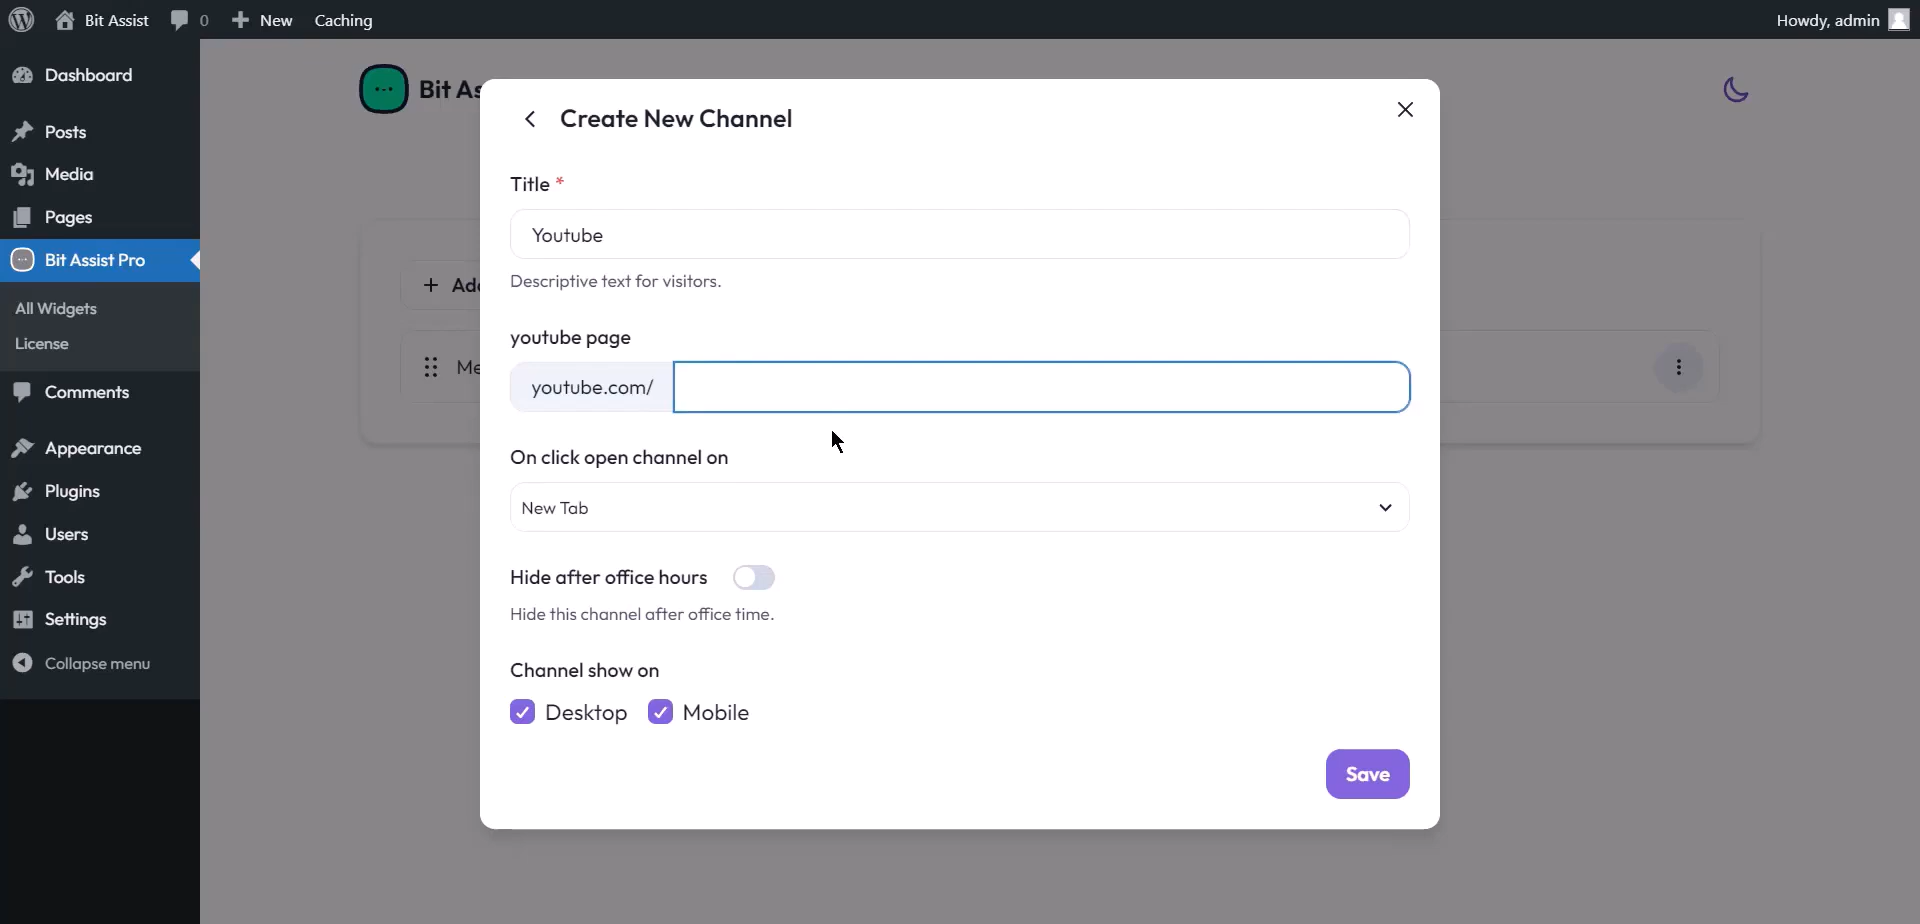 Bit Assist
0
New
Caching
Howdy, admin
Dashboard
Posts
Media
Pages
Bit Assist Pro
All Widgets
License
Comments
Appearance
Plugins
Users
Tools
Settings
Collapse menu
Bit As
Create New Channel
Title *
Youtube
Descriptive text for visitors.
youtube page
youtube.com/
On click open channel on
New Tab
Hide after office hours
Hide this channel after office time.
Channel show on
Desktop
Mobile
Save